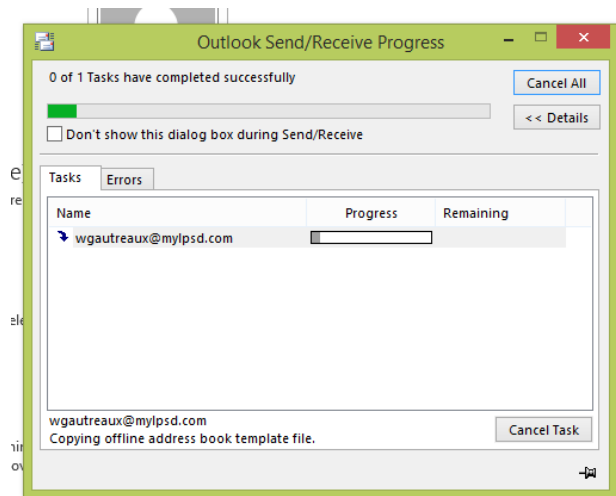 Outlook Send/Receive Progress
0 of 1 Tasks have completed successfully
Cancel All
<< Details
Don't show this dialog box during Send/Receive
Tasks
Errors
Name Progress Remaining
wgautreaux@mylpsd.com
wgautreaux@mylpsd.com
Copying offline address book template file.
Cancel Task